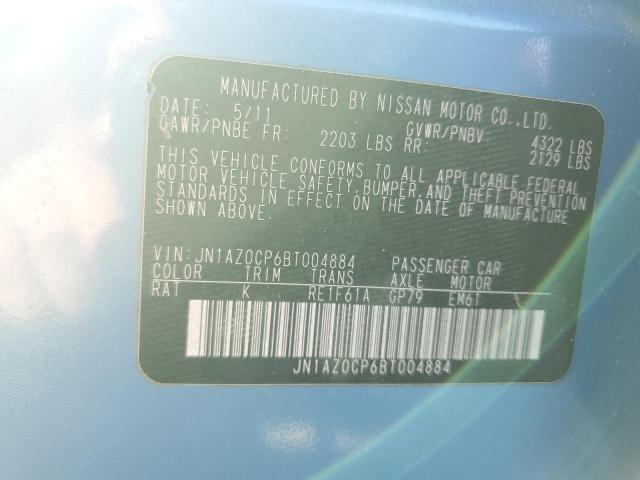 MANUFACTURED BY NISSAN MOTOR CO.,LTD.
DATE: 5/11 GVWR/PNBV 4322 LBS
GAWR/PNBE FR: 2203 LBS RR: 2129 LBS
THIS VEHICLE CONFORMS TO ALL APPLICABLE FEDERAL
MOTOR VEHICLE SAFETY,BUMPER,AND THEFT PREVENTION
STANDARDS IN EFFECT ON THE DATE OF MANUFACTURE
SHOWN ABOVE.
VIN: JN1AZ0CP6BT004884 PASSENGER CAR
COLOR TRIM TRANS AXLE MOTOR
RAT K RE1F61A GP79 EM61
JN1AZ0CP6BT004884